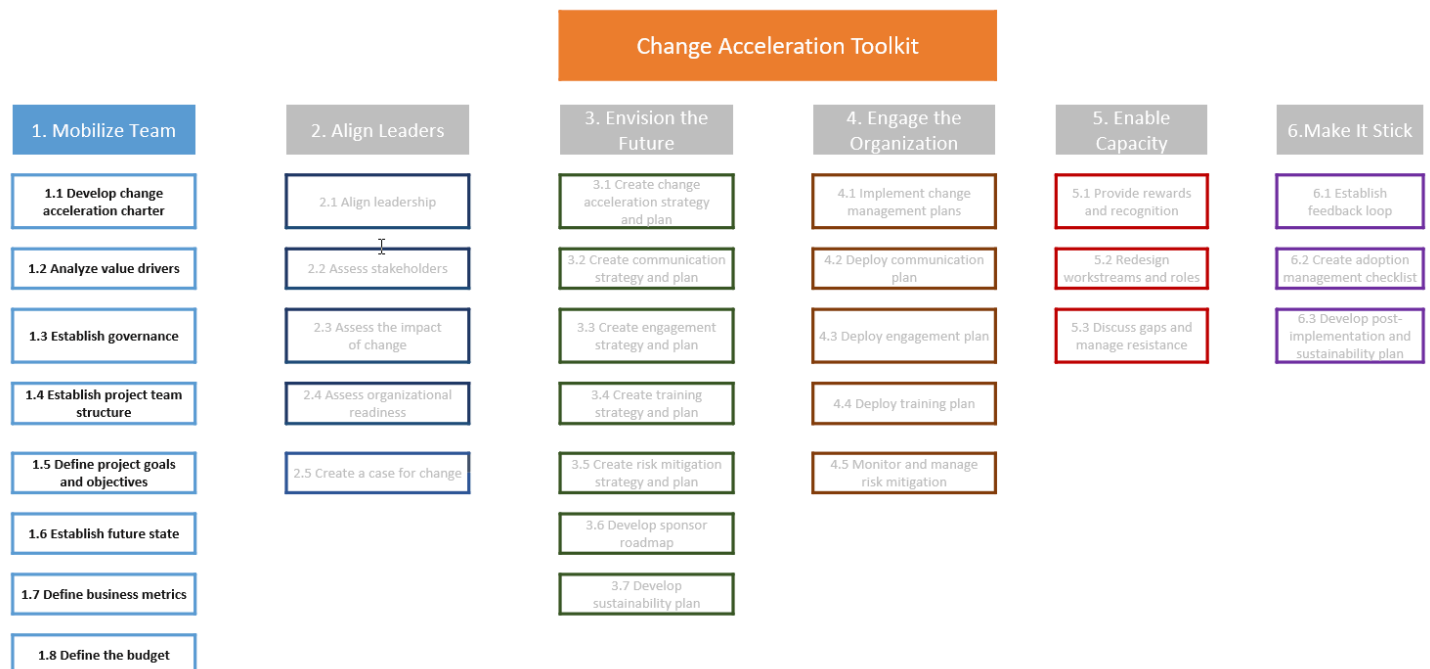 Change Acceleration Toolkit
1. Mobilize Team
1.1 Develop change
acceleration charter
1.2 Analyze value drivers
1.3 Establish governance
1.4 Establish project team
structure
1.5 Define project goals
and objectives
1.6 Establish future state
1.7 Define business metrics
1.8 Define the budget
2. Align Leaders
2.1 Align leadership
2.2 Assess stakeholders
2.3 Assess the impact
of change
2.4 Assess organizational
readiness
2.5 Create a case for change
3. Envision the
Future
3.1 Create change
acceleration strategy
and plan
3.2 Create communication
strategy and plan
3.3 Create engagement
strategy and plan
3.4 Create training
strategy and plan
3.5 Create risk mitigation
strategy and plan
3.6 Develop sponsor
roadmap
3.7 Develop
sustainability plan
4. Engage the
Organization
4.1 Implement change
management plans
4.2 Deploy communication
plan
4.3 Deploy engagement plan
4.4 Deploy training plan
4.5 Monitor and manage
risk mitigation
5. Enable
Capacity
5.1 Provide rewards
and recognition
5.2 Redesign
workstreams and roles
5.3 Discuss gaps and
manage resistance
6.Make It Stick
6.1 Establish
feedback loop
6.2 Create adoption
management checklist
6.3 Develop post-
implementation and
sustainability plan